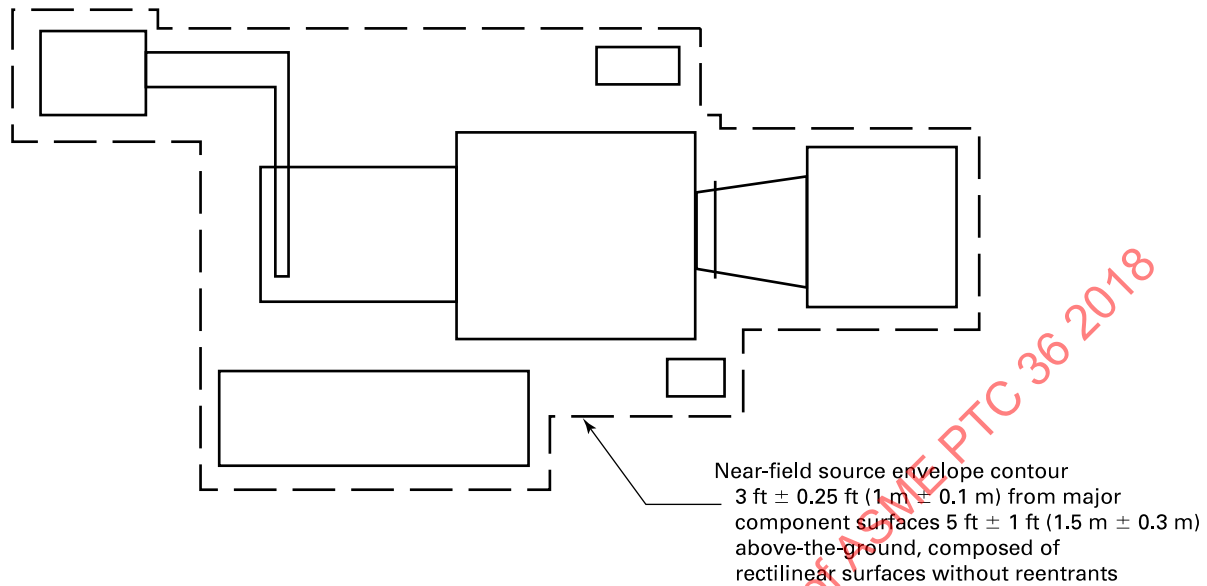 Near-field source envelope contour
3 ft ± 0.25 ft (1 m ± 0.1 m) from major
component surfaces 5 ft ± 1 ft (1.5 m ± 0.3 m)
above-the-ground, composed of
rectilinear surfaces without reentrants
of ASME PTC 36 2018